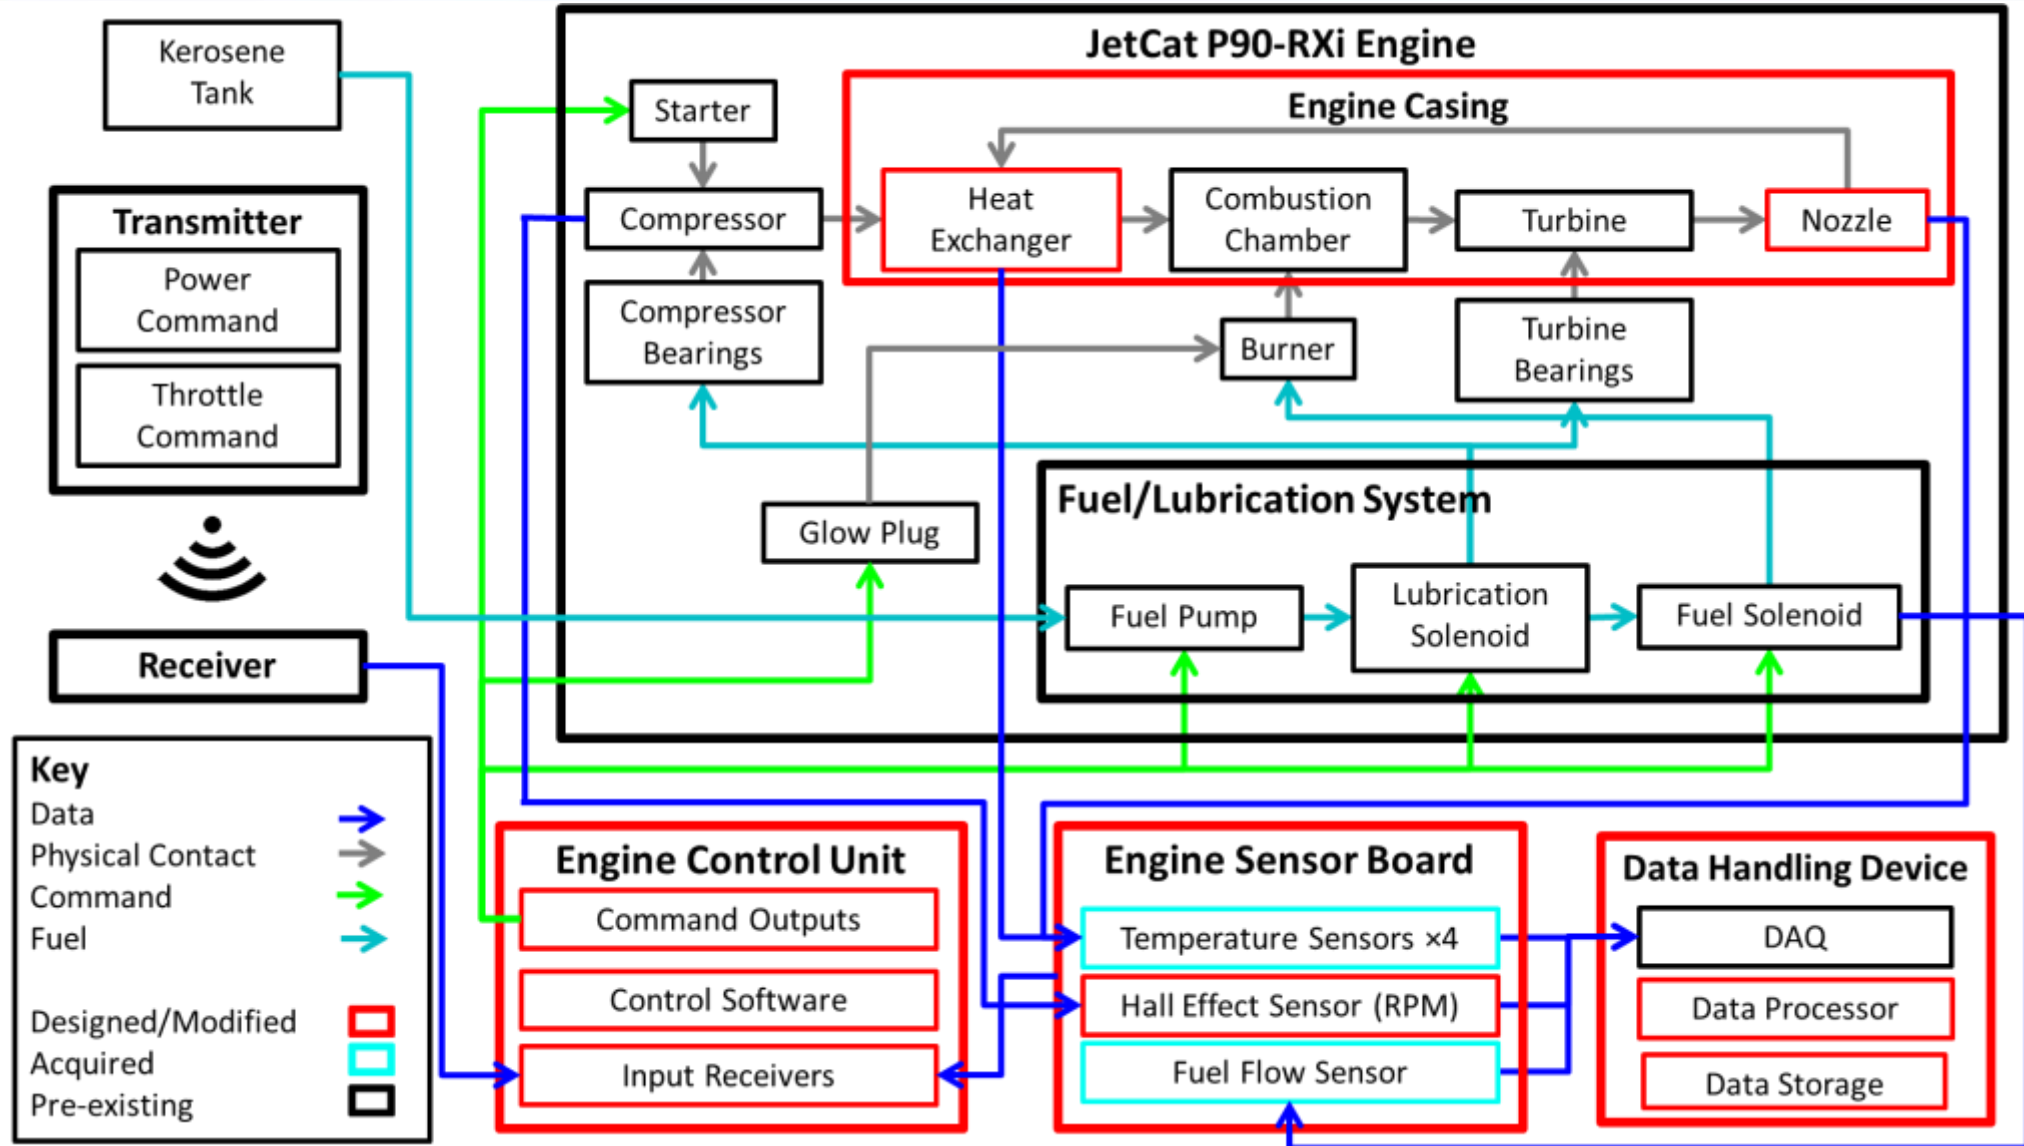 Kerosene
Tank
Transmitter
Power
Command
Throttle
Command
Receiver
JetCat P90-RXi Engine
Engine Casing
Starter
Compressor
Compressor
Bearings
Heat
Exchanger
Combustion
Chamber
Turbine
Nozzle
Burner
Turbine
Bearings
Glow Plug
Fuel/Lubrication System
Fuel Pump
Lubrication
Solenoid
Fuel Solenoid
Key
Data
Physical Contact
Command
Fuel
Designed/Modified
Acquired
Pre-existing
Engine Control Unit
Command Outputs
Control Software
Input Receivers
Engine Sensor Board
Temperature Sensors ×4
Hall Effect Sensor (RPM)
Fuel Flow Sensor
Data Handling Device
DAQ
Data Processor
Data Storage